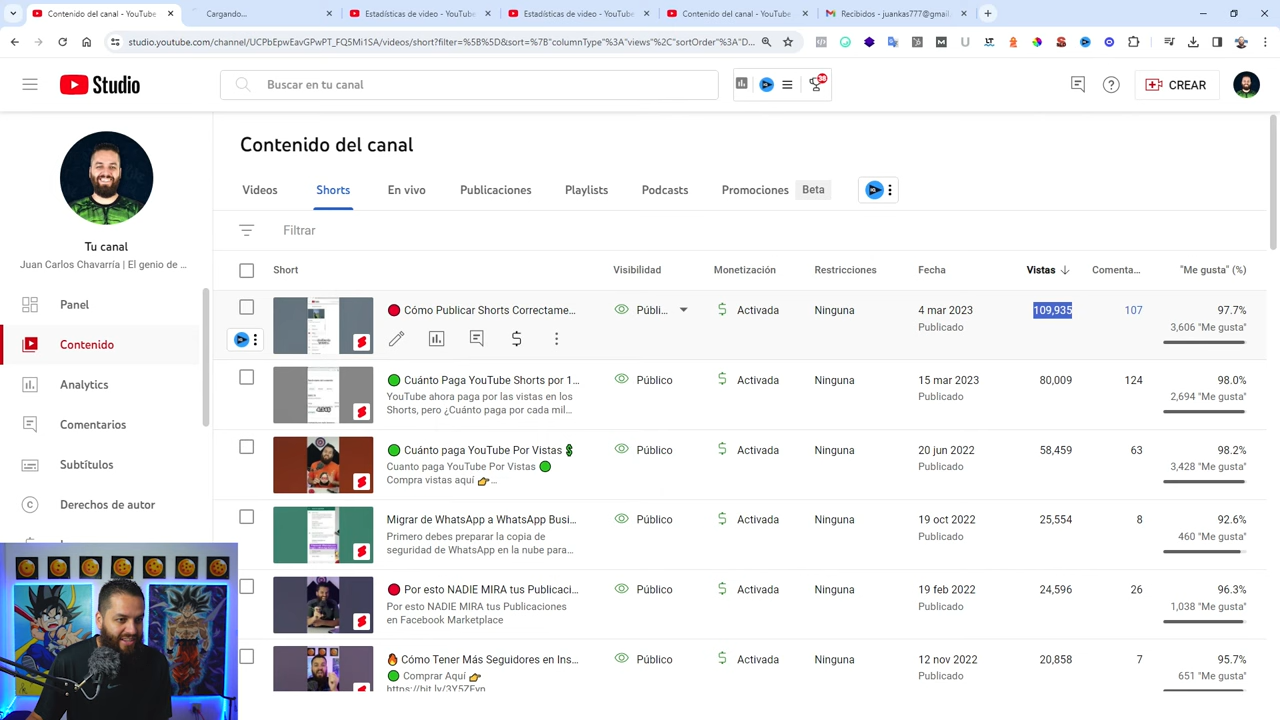 Contenido del canal - YouTube
Cargando...
Estadísticas de video - YouTube
Estadísticas de video - YouTube
Contenido del canal - YouTube
Recibidos - juankas777@gmail.
studio.youtube.com/channel/UCPbEpwEavGPwPT_FQ5Mi1SA/videos/short?filter=%5B%5D&sort=%7B"columnType"%3A"views"%2C"sortOrder"%3A"D...
Studio
Buscar en tu canal
38
CREAR
Tu canal
Juan Carlos Chavarría | El genio de ...
Panel
Contenido
Analytics
Comentarios
Subtítulos
Derechos de autor
Contenido del canal
Videos
Shorts
En vivo
Publicaciones
Playlists
Podcasts
Promociones
Beta
Filtrar
Short
Visibilidad
Monetización
Restricciones
Fecha
Vistas
Comenta...
"Me gusta" (%)
Cómo Publicar Shorts Correctame...
Públi...
Activada
Ninguna
4 mar 2023
Publicado
109,935
107
97.7%
3,606 "Me gusta"
Cuánto Paga YouTube Shorts por 1...
YouTube ahora paga por las vistas en los
Shorts, pero ¿Cuánto paga por cada mil...
Público
Activada
Ninguna
15 mar 2023
Publicado
80,009
124
98.0%
2,694 "Me gusta"
Cuánto paga YouTube Por Vistas
Cuanto paga YouTube Por Vistas
Compra vistas aquí 👉...
Público
Activada
Ninguna
20 jun 2022
Publicado
58,459
63
98.2%
3,428 "Me gusta"
Migrar de WhatsApp a WhatsApp Busi...
Primero debes poner la copia de
seguridad de WhatsApp en la nube para...
Público
Activada
Ninguna
19 oct 2022
Publicado
25,554
8
92.6%
460 "Me gusta"
Por esto NADIE MIRA tus Publicaci...
Por esto NADIE MIRA tus Publicaciones
en Facebook Marketplace
Público
Activada
Ninguna
19 feb 2022
Publicado
24,596
26
96.3%
1,038 "Me gusta"
Cómo Tener Más Seguidores en Ins...
Comprar Aquí 👉
https://bit.ly/3Y5ZFxn
Público
Activada
Ninguna
12 nov 2022
Publicado
20,858
7
95.7%
651 "Me gusta"